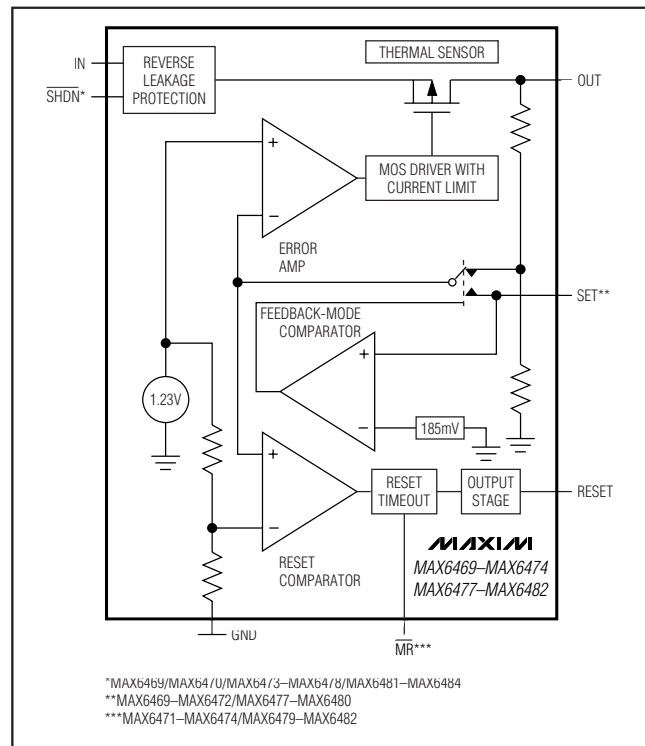 IN
SHDN*
REVERSE
LEAKAGE
PROTECTION
THERMAL SENSOR
OUT
+
−
ERROR
AMP
MOS DRIVER WITH
CURRENT LIMIT
SET**
FEEDBACK-MODE
COMPARATOR
+
−
185mV
1.23V
+
−
RESET
COMPARATOR
RESET
TIMEOUT
OUTPUT
STAGE
RESET
MAXIM
MAX6469–MAX6474
MAX6477–MAX6482
GND
MR***
*MAX6469/MAX6470/MAX6473–MAX6478/MAX6481–MAX6484
**MAX6469–MAX6472/MAX6477–MAX6480
***MAX6471–MAX6474/MAX6479–MAX6482